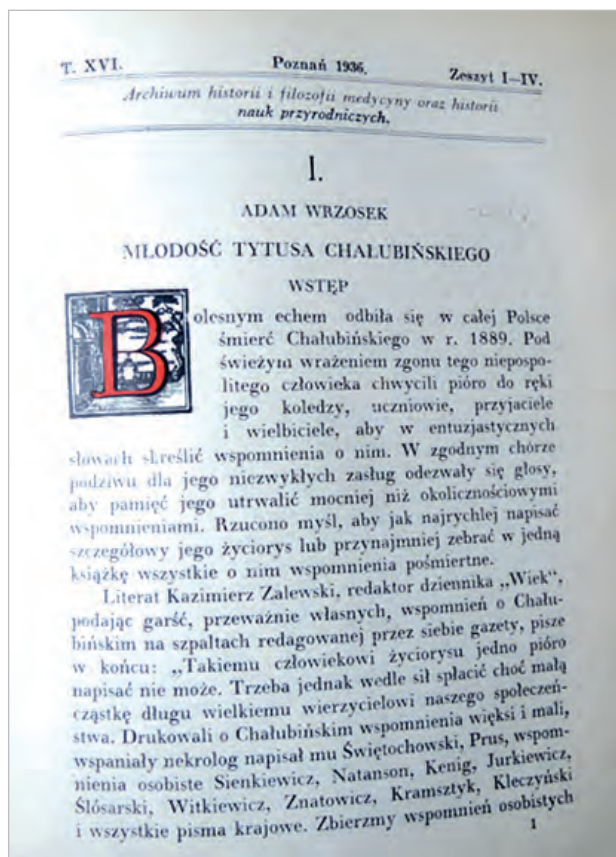 T. XVI. Poznań 1936. Zeszyt I—IV.
Archiwum historii i filozofii medycyny oraz historii
nauk przyrodniczych.
I.
ADAM WRZOSEK
MŁODOŚĆ TYTUSA CHAŁUBIŃSKIEGO
WSTĘP
Bolesnym echem odbiła się w całej Polsce
śmierć Chałubińskiego w r. 1889. Pod
świeżym wrażeniem zgonu tego niepospo-
litego człowieka chwycili pióro do ręki
jego koledzy, uczniowie, przyjaciele
i wielbiciele, aby w entuzjastycznych
słowach skreślić wspomnienia o nim. W zgodnym chórze
podziwu dla jego niezwykłych zasług odezwały się głosy,
aby pamięć jego utrwalić mocniej niż okolicznościowymi
wspomnieniami. Rzucono myśl, aby jak najrychlej napisać
szczegółowy jego życiorys lub przynajmniej zebrać w jedną
książkę wszystkie o nim wspomnienia pośmiertne.
Literat Kazimierz Zalewski, redaktor dziennika „Wiek",
podając garść, przeważnie własnych, wspomnień o Chału-
bińskim na szpaltach redagowanej przez siebie gazety, pisze
w końcu: „Takiemu człowiekowi życiorysu jedno pióro
napisać nie może. Trzeba jednak wedle sił spłacić choć małą
cząstkę długu wielkiemu wierzycielowi naszego społeczeń-
stwa. Drukowali o Chałubińskim wspomnienia więksi i mali,
wspaniały nekrolog napisał mu Świętochowski, Prus, wspom-
nienia osobiste Sienkiewicz, Natanson, Kenig, Jurkiewicz,
Ślósarski, Witkiewicz, Znatowicz, Kramsztyk, Kleczyński
i wszystkie pisma krajowe. Zbierzmy wspomnień osobistych
1